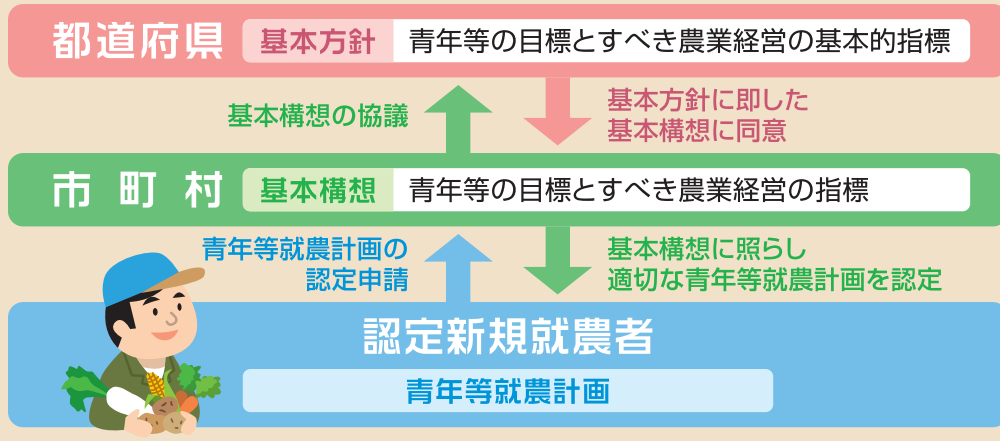 都道府県 基本方針 青年等の目標とすべき農業経営の基本的指標
基本構想の協議
基本方針に即した
基本構想に同意
市町村 基本構想 青年等の目標とすべき農業経営の指標
青年等就農計画の
認定申請
基本構想に照らし
適切な青年等就農計画を認定
認定新規就農者
青年等就農計画